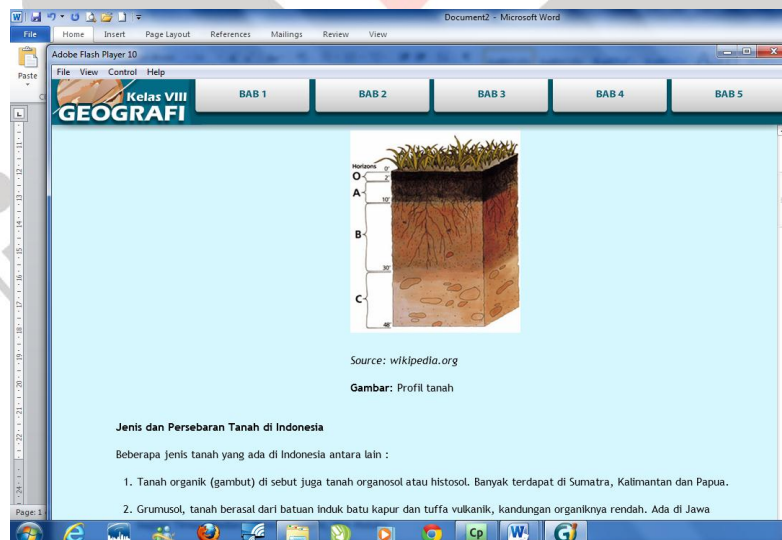 Document2 - Microsoft Word
File Home Insert Page Layout References Mailings Review View
Paste
Adobe Flash Player 10
File View Control Help
Kelas VIII
GEOGRAFI
BAB 1 BAB 2 BAB 3 BAB 4 BAB 5
Horizons 0"
O 2"
A
10"
B
30"
C
48"
Source: wikipedia.org
Gambar: Profil tanah
Jenis dan Persebaran Tanah di Indonesia
Beberapa jenis tanah yang ada di Indonesia antara lain :
1. Tanah organik (gambut) di sebut juga tanah organosol atau histosol. Banyak terdapat di Sumatra, Kalimantan dan Papua.
2. Grumusol, tanah berasal dari batuan induk batu kapur dan tuffa vulkanik, kandungan organiknya rendah. Ada di Jawa
Page: 1
Cp
W